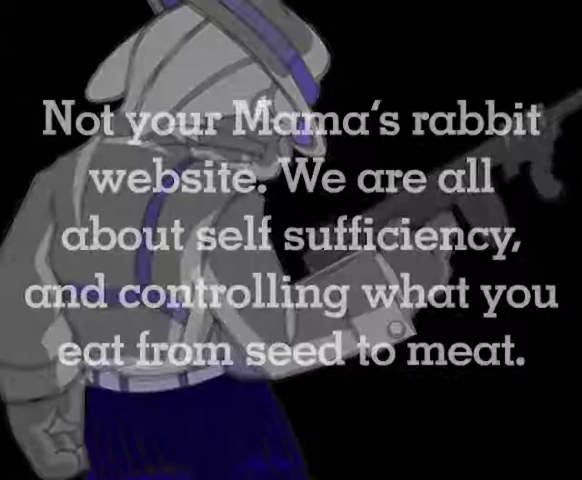 Not your Mama's rabbit
website. We are all
about self sufficiency,
and controlling what you
eat from seed to meat.